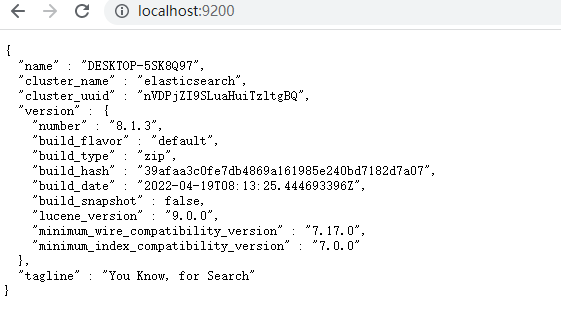 localhost:9200
{
"name" : "DESKTOP-5SK8Q97",
"cluster_name" : "elasticsearch",
"cluster_uuid" : "nVDPjZI9SLuaHuiTzltgBQ",
"version" : {
"number" : "8.1.3",
"build_flavor" : "default",
"build_type" : "zip",
"build_hash" : "39afaa3c0fe7db4869a161985e240bd7182d7a07",
"build_date" : "2022-04-19T08:13:25.444693396Z",
"build_snapshot" : false,
"lucene_version" : "9.0.0",
"minimum_wire_compatibility_version" : "7.17.0",
"minimum_index_compatibility_version" : "7.0.0"
},
"tagline" : "You Know, for Search"
}